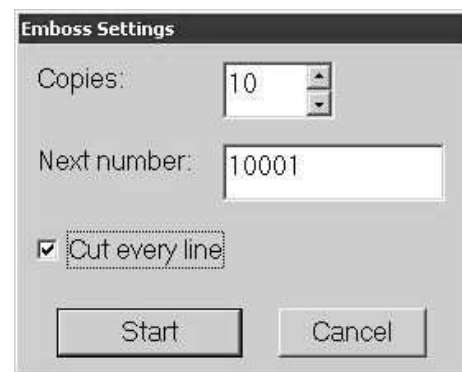 Emboss Settings
Copies: 10
Next number: 10001
Cut every line
Start Cancel